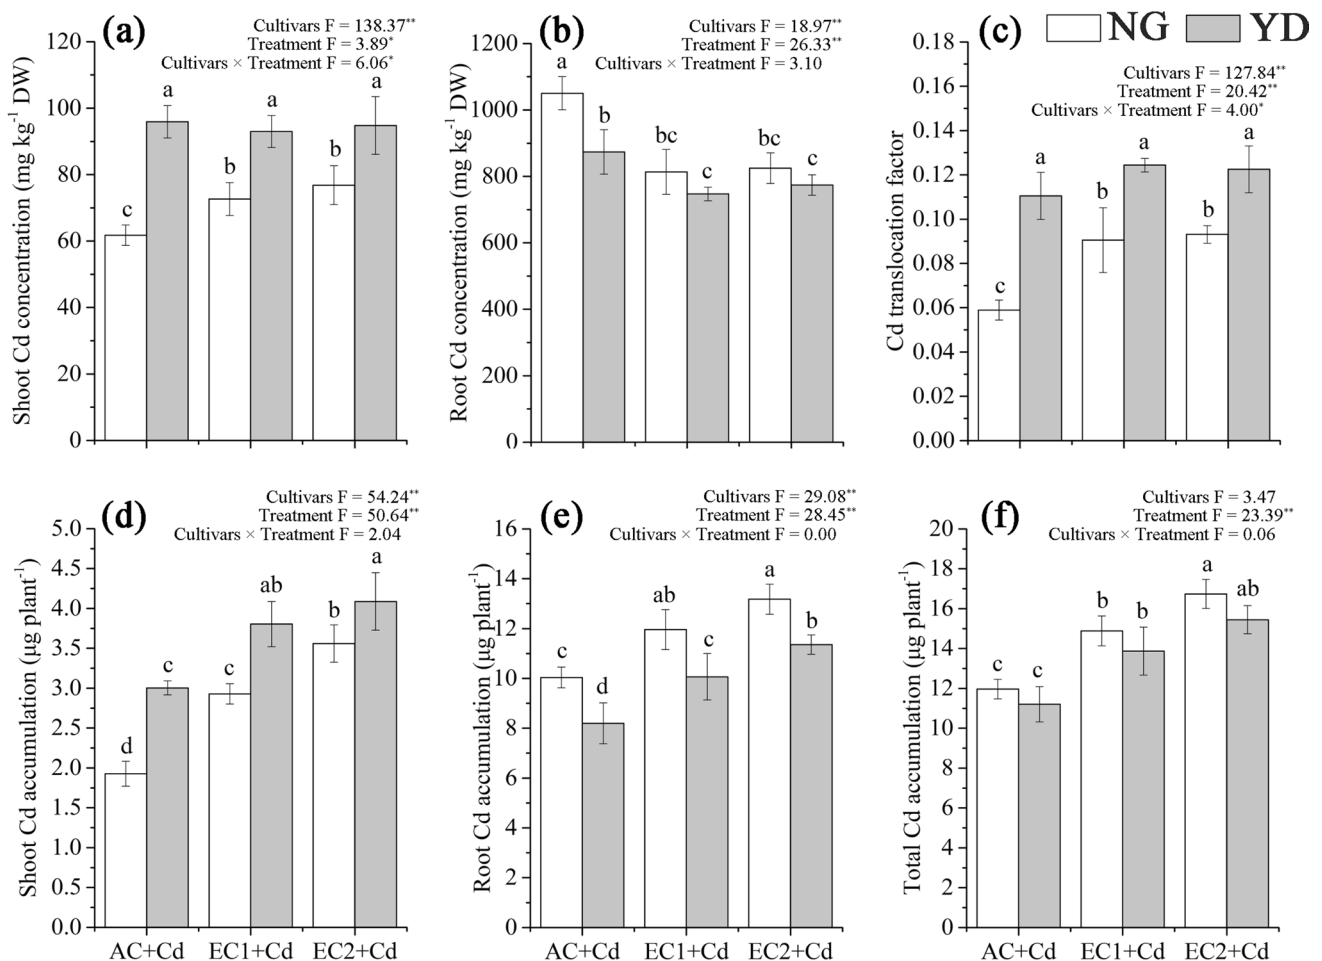 (a)
Cultivars F = 138.37**
Treatment F = 3.89*
Cultivars × Treatment F = 6.06*
Shoot Cd concentration (mg kg⁻¹ DW)
120
100
80
60
40
20
0
c
a
b
a
b
a
(b)
Cultivars F = 18.97**
Treatment F = 26.33**
Cultivars × Treatment F = 3.10
Root Cd concentration (mg kg⁻¹ DW)
1200
1000
800
600
400
200
0
a
b
bc
c
bc
c
(c)
NG
YD
Cultivars F = 127.84**
Treatment F = 20.42**
Cultivars × Treatment F = 4.00*
Cd translocation factor
0.18
0.16
0.14
0.12
0.10
0.08
0.06
0.04
0.02
0.00
c
a
b
a
b
a
(d)
Cultivars F = 54.24**
Treatment F = 50.64**
Cultivars × Treatment F = 2.04
Shoot Cd accumulation (μg plant⁻¹)
5.0
4.5
4.0
3.5
3.0
2.5
2.0
1.5
1.0
0.5
0.0
d
c
c
ab
b
a
AC+Cd
EC1+Cd
EC2+Cd
(e)
Cultivars F = 29.08**
Treatment F = 28.45**
Cultivars × Treatment F = 0.00
Root Cd accumulation (μg plant⁻¹)
16
14
12
10
8
6
4
2
0
c
d
ab
c
a
b
AC+Cd
EC1+Cd
EC2+Cd
(f)
Cultivars F = 3.47
Treatment F = 23.39**
Cultivars × Treatment F = 0.06
Total Cd accumulation (μg plant⁻¹)
20
18
16
14
12
10
8
6
4
2
0
c
c
b
b
a
ab
AC+Cd
EC1+Cd
EC2+Cd